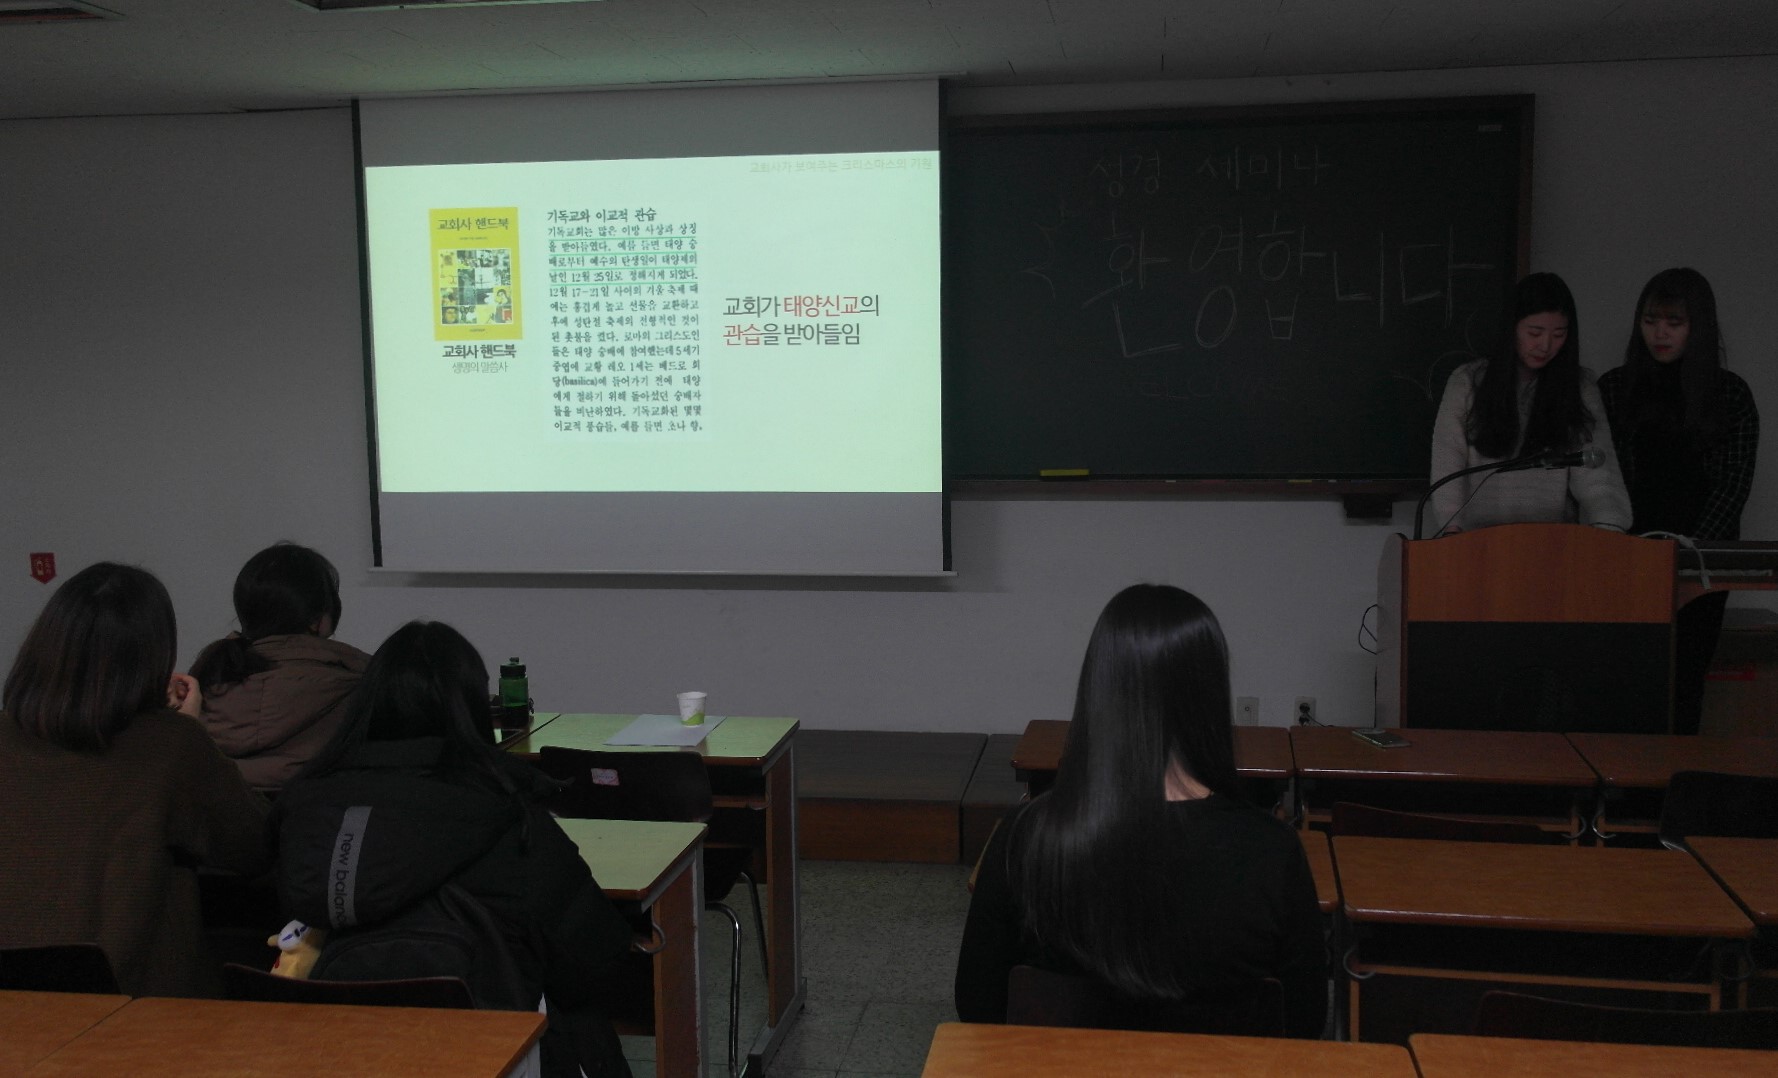 교회사가 보여주는 크리스마스의 기원
교회사 핸드북
교회사 핸드북
생명의 말씀사
기독교와 이교적 관습
기독교회는 많은 이방 사상과 상징
을 받아들였다. 예를 들면 태양 숭
배로부터 예수의 탄생일이 태양제의
날인 12월 25일로 정해지게 되었다.
12월 17-21일 사이의 겨울 축제 때
에는 흥겹게 놀고 선물을 교환하고
후에 성탄절 축제의 전형적인 것이
된 촛불을 켰다. 로마의 그리스도인
들은 태양 숭배에 참여했는데 5세기
중엽에 교황 레오 1세는 베드로 회
당(basilica)에 들어가기 전에 태양
에게 절하기 위해 돌아섰던 숭배자
들을 비난하였다. 기독교화된 몇몇
이교적 풍습들, 예를 들면 초나 향,
교회가 태양신교의
관습을 받아들임
성경 세미나
환영합니다
new balance